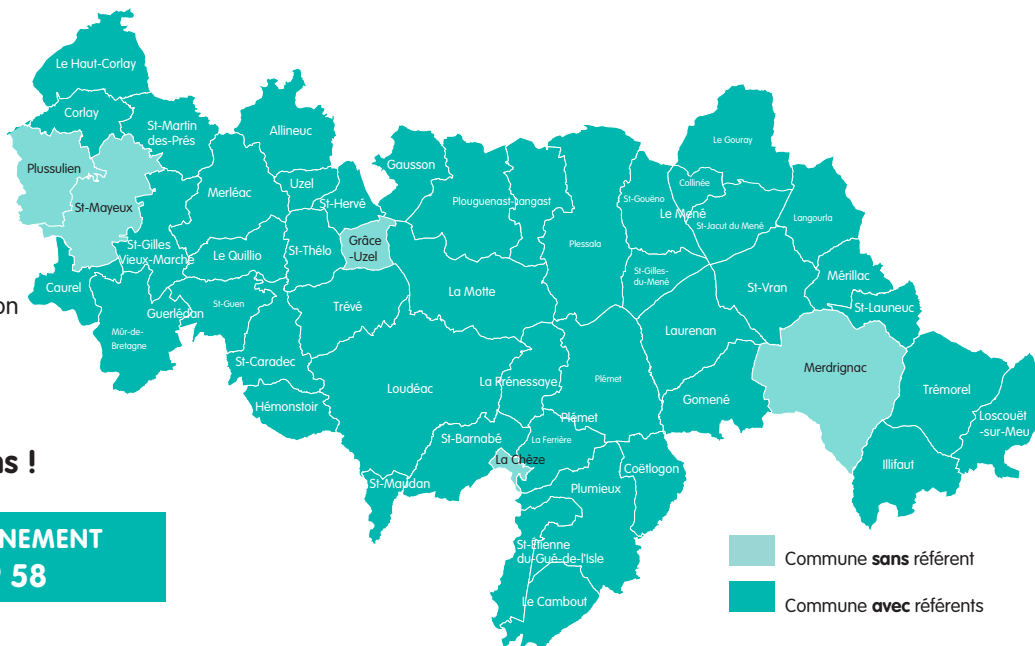 Le Haut-Corlay
Corlay
St-Martin
des-Prés
Allineuc
Plussulien
St-Mayeux
Merléac
Uzel
St-Hervé
Gausson
Plouguenast-Langast
Le Gouray
Collinée
St-Gouëno
Le Mené
St-Jacut du Mené
Langourla
Grâce
-Uzel
St-Gilles
Vieux-Marché
Le Quillio
St-Thélo
Plessala
St-Gilles-
du-Mené
Mérillac
St-Vran
St-Launeuc
Caurel
La Motte
Trévé
St-Guen
Guerlédan
Mûr-de-
Bretagne
Laurenan
on
St-Caradec
Hémonstoir
Loudéac
La Prénessaye
Plémet
Merdrignac
Gomené
Trémorel
Loscouët
-sur-Meu
Plémet
St-Barnabé
La Ferrière
La Chèze
Coëtlogon
Illifaut
ns !
St-Maudan
Plumieux
NEMENT
58
St-Étienne
du-Gué-de-l'Isle
Le Cambout
Commune sans référent
Commune avec référents